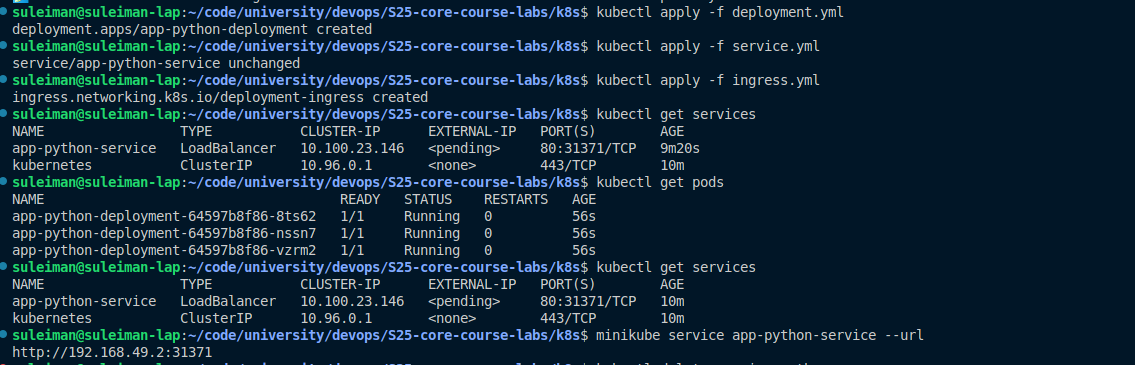 suleiman@suleiman-lap:~/code/university/devops/S25-core-course-labs/k8s$ kubectl apply -f deployment.yml
deployment.apps/app-python-deployment created
suleiman@suleiman-lap:~/code/university/devops/S25-core-course-labs/k8s$ kubectl apply -f service.yml
service/app-python-service unchanged
suleiman@suleiman-lap:~/code/university/devops/S25-core-course-labs/k8s$ kubectl apply -f ingress.yml
ingress.networking.k8s.io/deployment-ingress created
suleiman@suleiman-lap:~/code/university/devops/S25-core-course-labs/k8s$ kubectl get services
NAME TYPE CLUSTER-IP EXTERNAL-IP PORT(S) AGE
app-python-service LoadBalancer 10.100.23.146 <pending> 80:31371/TCP 9m20s
kubernetes ClusterIP 10.96.0.1 <none> 443/TCP 10m
suleiman@suleiman-lap:~/code/university/devops/S25-core-course-labs/k8s$ kubectl get pods
NAME READY STATUS RESTARTS AGE
app-python-deployment-64597b8f86-8ts62 1/1 Running 0 56s
app-python-deployment-64597b8f86-nssn7 1/1 Running 0 56s
app-python-deployment-64597b8f86-vzrm2 1/1 Running 0 56s
suleiman@suleiman-lap:~/code/university/devops/S25-core-course-labs/k8s$ kubectl get services
NAME TYPE CLUSTER-IP EXTERNAL-IP PORT(S) AGE
app-python-service LoadBalancer 10.100.23.146 <pending> 80:31371/TCP 10m
kubernetes ClusterIP 10.96.0.1 <none> 443/TCP 10m
suleiman@suleiman-lap:~/code/university/devops/S25-core-course-labs/k8s$ minikube service app-python-service --url
http://192.168.49.2:31371